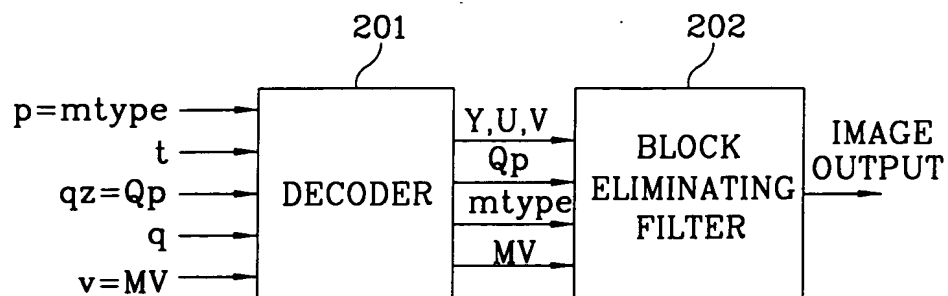 201
202
p=mtype
t
qz=Qp
q
v=MV
DECODER
Y,U,V
Qp
mtype
MV
BLOCK
ELIMINATING
FILTER
IMAGE
OUTPUT